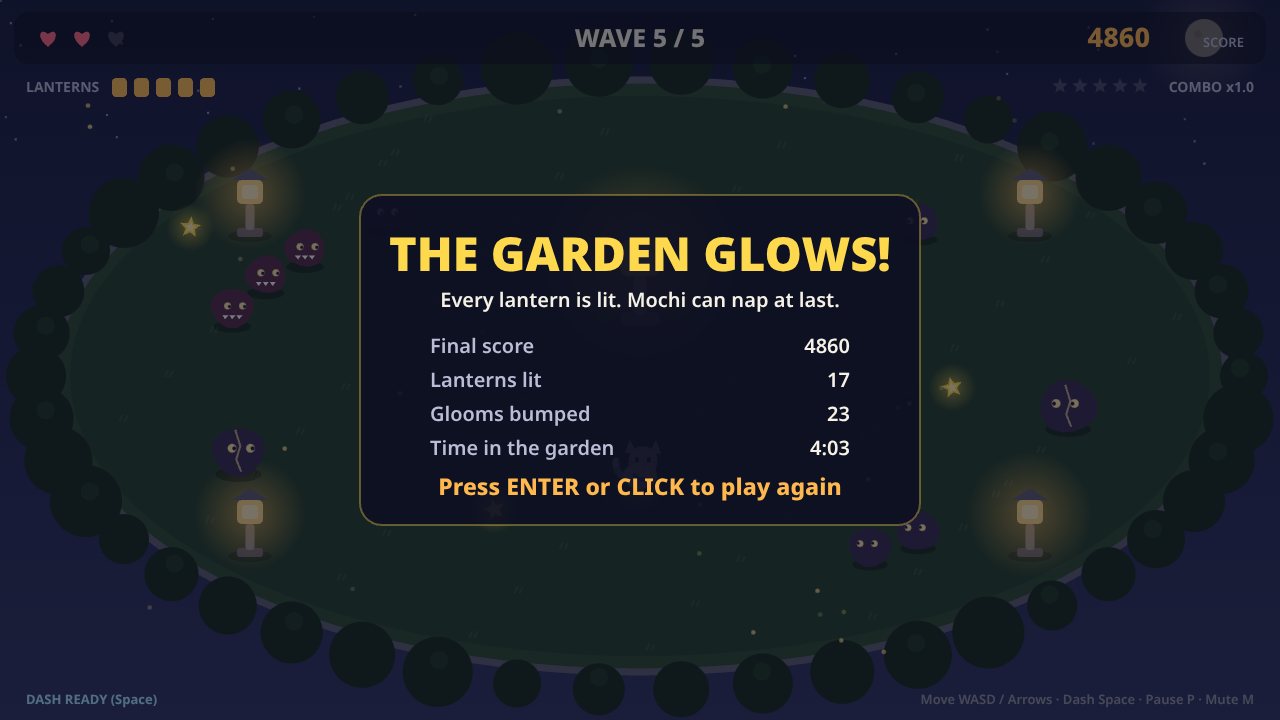 WAVE 5 / 5
4860
SCORE
LANTERNS
COMBO x1.0
THE GARDEN GLOWS!
Every lantern is lit. Mochi can nap at last.
Final score 4860
Lanterns lit 17
Glooms bumped 23
Time in the garden 4:03
Press ENTER or CLICK to play again
DASH READY (Space)
Move WASD / Arrows · Dash Space · Pause P · Mute M